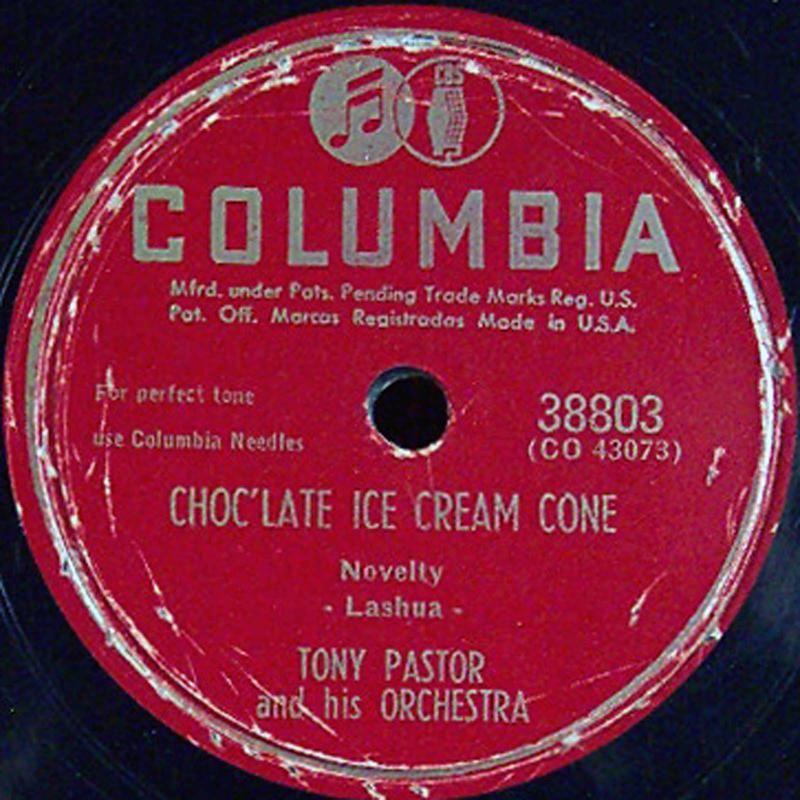 CBS
COLUMBIA
Mfrd. under Pats. Pending Trade Marks Reg. U.S.
Pat. Off. Marcas Registradas Made in U.S.A.
For perfect tone
use Columbia Needles
38803
(CO 43073)
CHOC'LATE ICE CREAM CONE
Novelty
- Lashua -
TONY PASTOR
and his ORCHESTRA